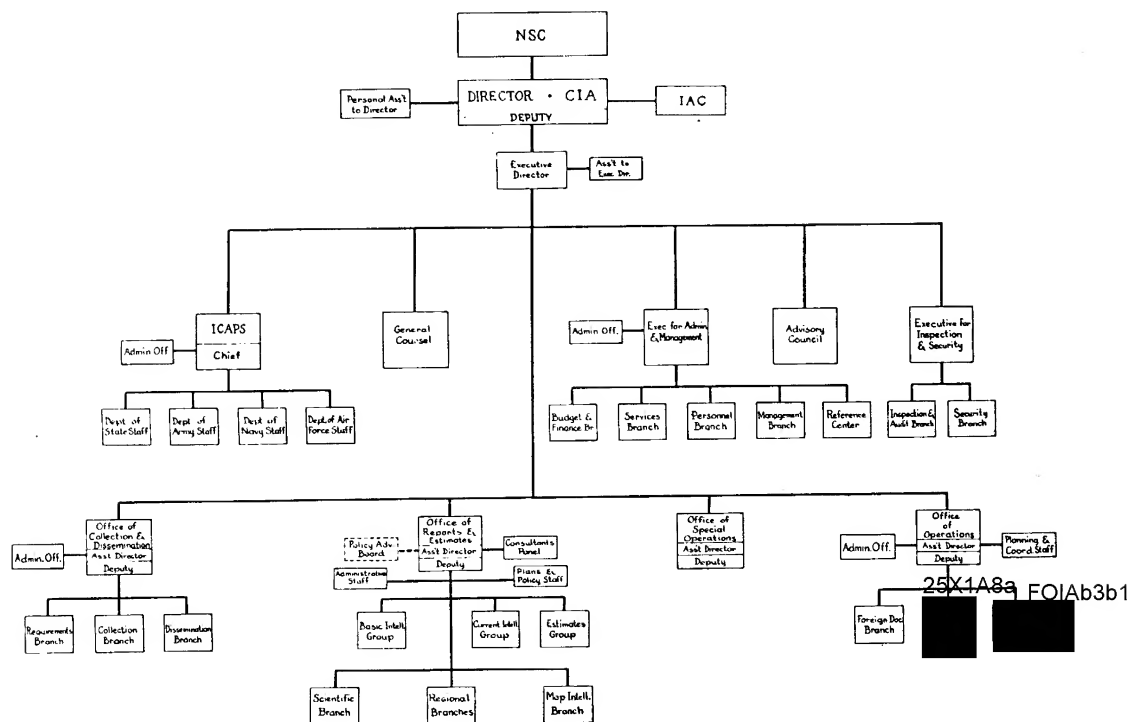 NSC
DIRECTOR • CIA
DEPUTY
Personal Ass't
to Director
IAC
Executive
Director
Ass't to
Exec. Dir.
ICAPS
Chief
Admin Off
General
Counsel
Admin Off.
Exec for Admin
& Management
Advisory
Council
Executive for
Inspection
& Security
Dept. of
State Staff
Dept of
Army Staff
Dept of
Navy Staff
Dept. of Air
Force Staff
Budget &
Finance Br
Services
Branch
Personnel
Branch
Management
Branch
Reference
Center
Inspection &
Audit Branch
Security
Branch
Admin. Off.
Office of
Collection &
Dissemination
Ass't Director
Deputy
Policy Adv.
Board
Office of
Reports &
Estimates
Ass't Director
Deputy
Consultants
Panel
Administrative
Staff
Plans &
Policy Staff
Office of
Special
Operations
Ass't Director
Deputy
Admin. Off.
Office
of
Operations
Ass't Director
Deputy
Planning &
Coord. Staff
25X1A8a
FOIAb3b1
Requirements
Branch
Collection
Branch
Dissemination
Branch
Basic Intell.
Group
Current Intell.
Group
Estimates
Group
Foreign Doc.
Branch
Scientific
Branch
Regional
Branches
Map Intell.
Branch